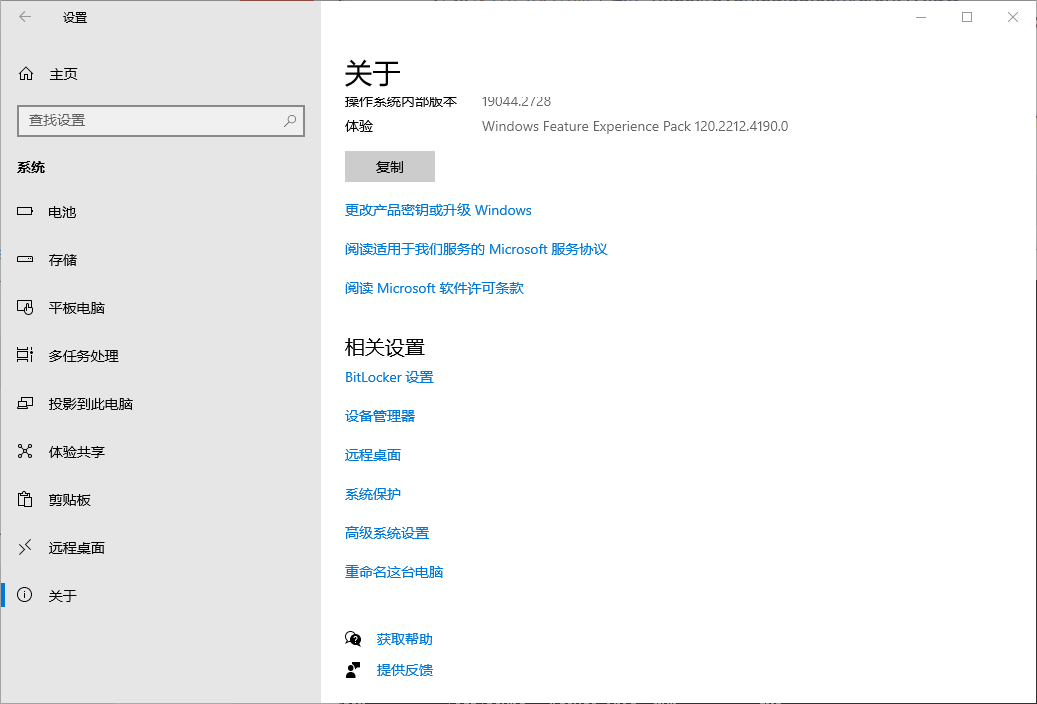 设置
主页
查找设置
系统
电池
存储
平板电脑
多任务处理
投影到此电脑
体验共享
剪贴板
远程桌面
关于
关于
操作系统内部版本 19044.2728
体验 Windows Feature Experience Pack 120.2212.4190.0
复制
更改产品密钥或升级 Windows
阅读适用于我们服务的 Microsoft 服务协议
阅读 Microsoft 软件许可条款
相关设置
BitLocker 设置
设备管理器
远程桌面
系统保护
高级系统设置
重命名这台电脑
获取帮助
提供反馈